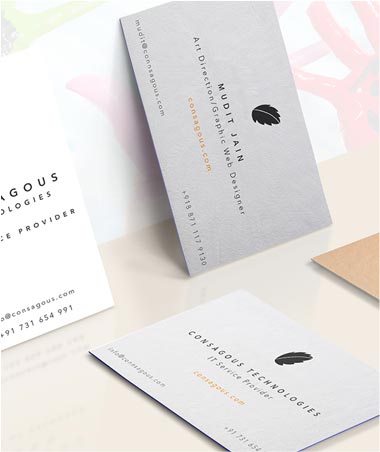 AGOUS
OLOGIES
CE PROVIDER
o@consagous.com
+91 731 654 991
mudit@consagous.com
MUDIT JAIN
Art Direction/Graphic Web Designer
consagous.com
+918 871 117 9130
info@consagous.com
CONSAGOUS TECHNOLOGIES
IT Service Provider
consagous.com
+91 731 654